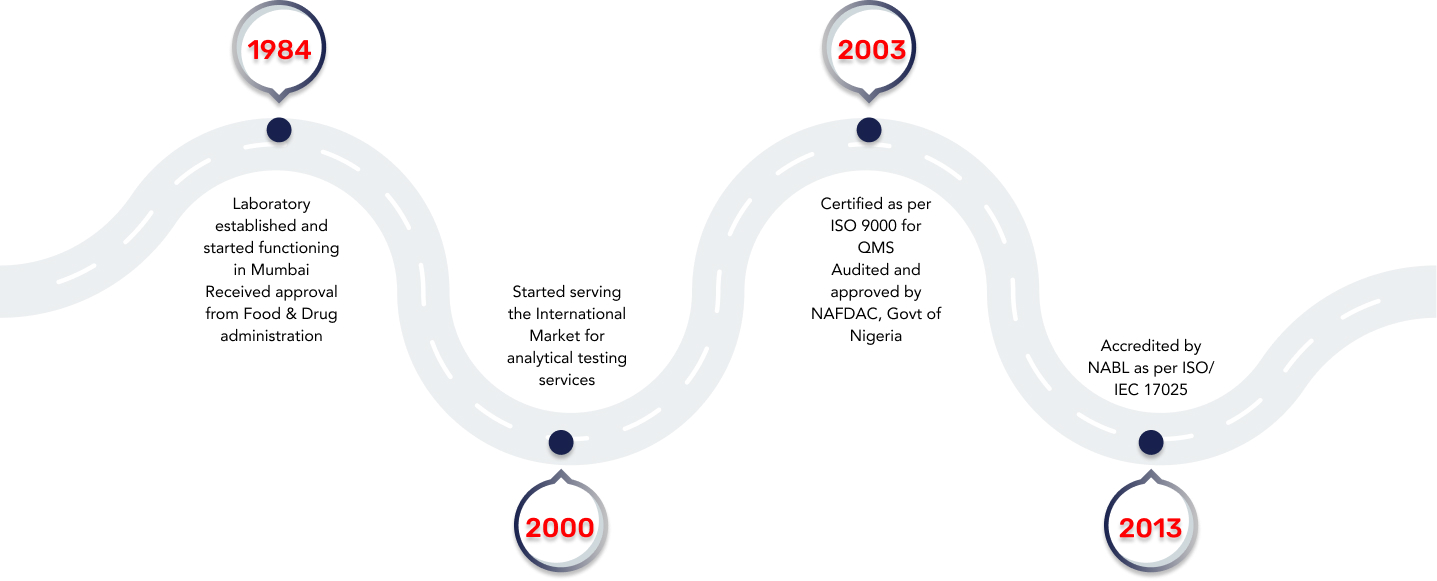 1984
Laboratory
established and
started functioning
in Mumbai
Received approval
from Food & Drug
administration
2000
Started serving
the International
Market for
analytical testing
services
2003
Certified as per
ISO 9000 for
QMS
Audited and
approved by
NAFDAC, Govt of
Nigeria
2013
Accredited by
NABL as per ISO/
IEC 17025